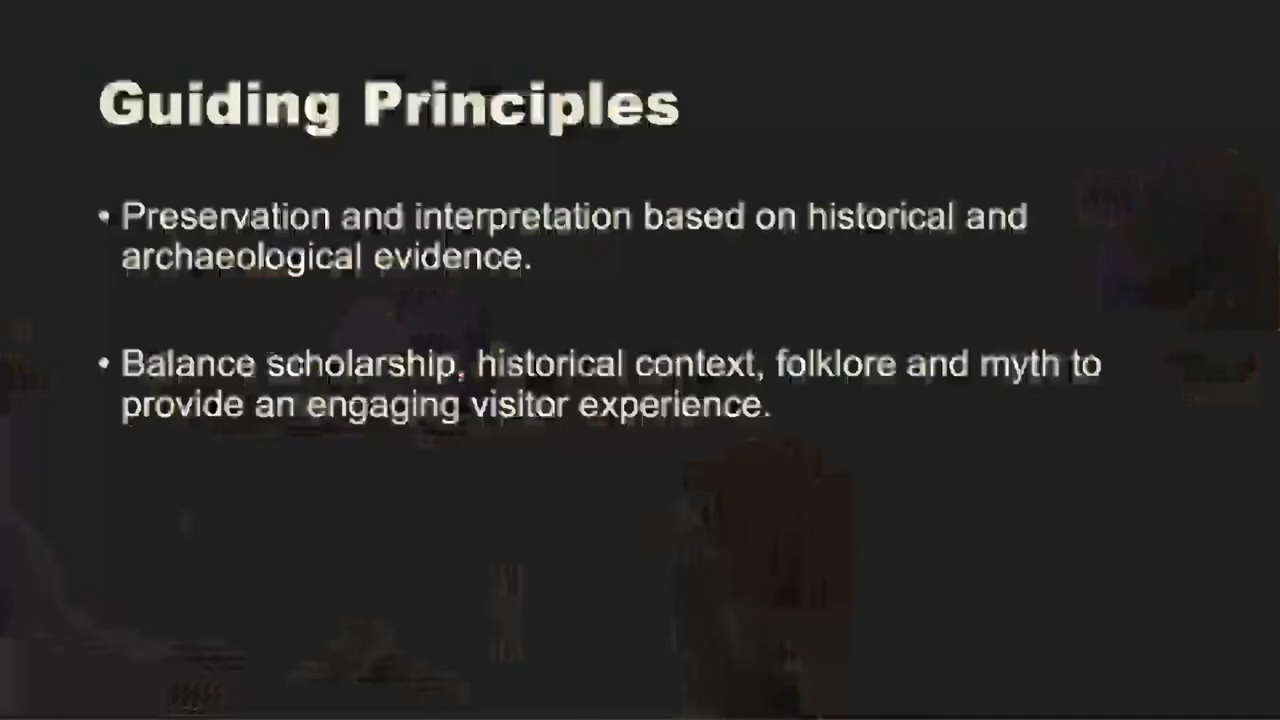 Guiding Principles
• Preservation and interpretation based on historical and
archaeological evidence.
• Balance scholarship, historical context, folklore and myth to
provide an engaging visitor experience.